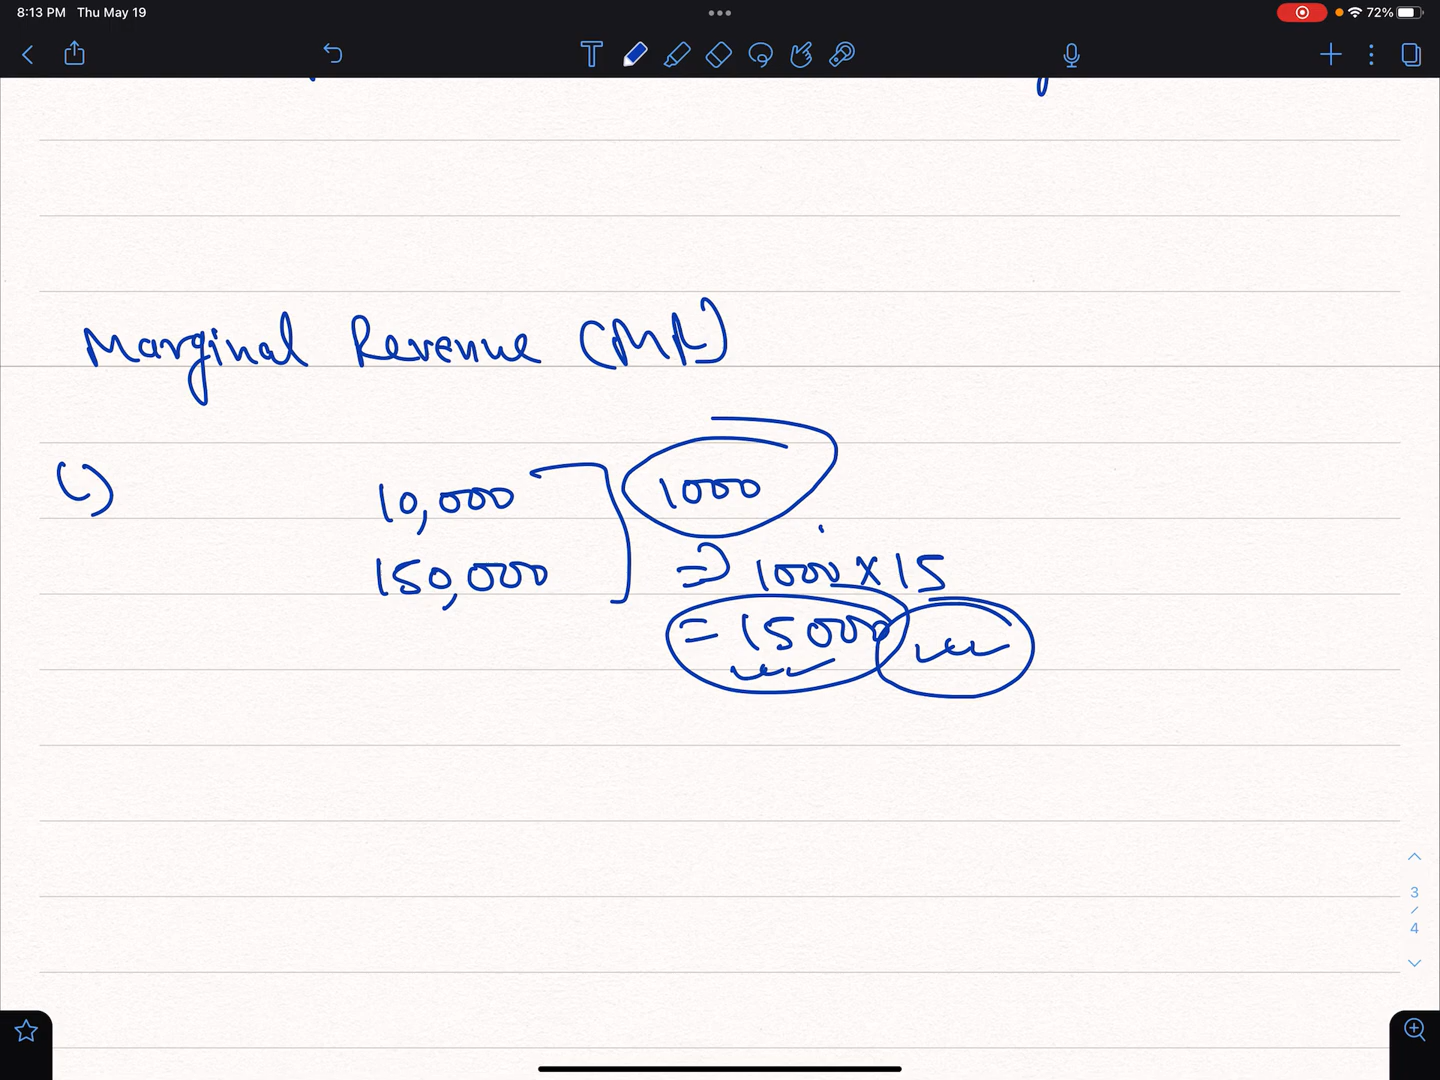 8:13 PM Thu May 19
72%
Marginal Revenue (MR)
10,000
1000
150,000
⇒ 1000 × 15
= 15000
3
/
4